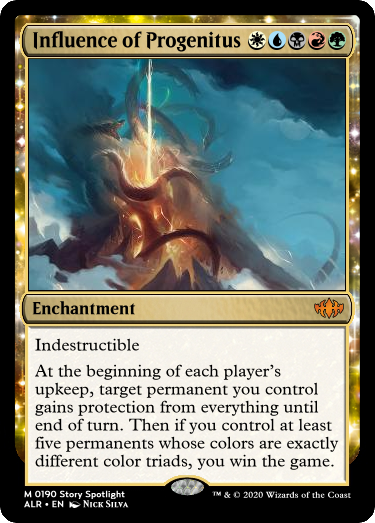 Influence of Progenitus
Enchantment
Indestructible
At the beginning of each player's
upkeep, target permanent you control
gains protection from everything until
end of turn. Then if you control at least
five permanents whose colors are exactly
different color triads, you win the game.
M 0190 Story Spotlight
ALR • EN Nick Silva
™ & © 2020 Wizards of the Coast